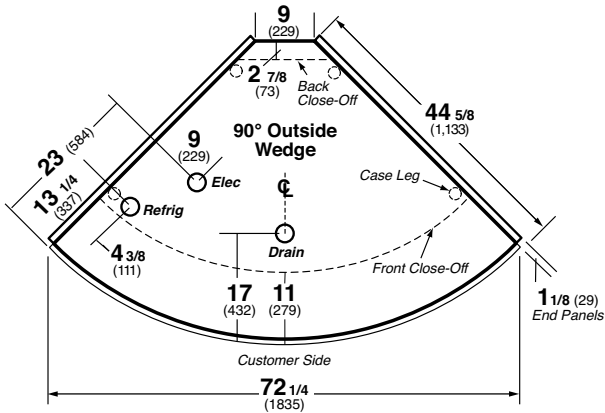 9
(229)
2 7/8
(73)
Back
Close-Off
44 5/8
(1,133)
90° Outside
Wedge
9
(229)
23 (584)
13 1/4
(337)
Elec
Refrig
℄
Case Leg
4 3/8
(111)
Drain
Front Close-Off
17
(432)
11
(279)
1 1/8 (29)
End Panels
Customer Side
72 1/4
(1835)